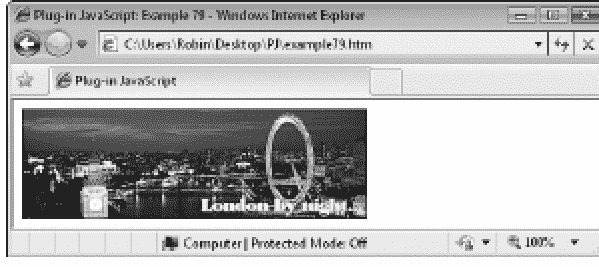 Plug-in JavaScript: Example 79 - Windows Internet Explorer
C:\Users\Robin\Desktop\PJ\example79.htm
Plug-in JavaScript
London by night...
Computer | Protected Mode: Off
100%